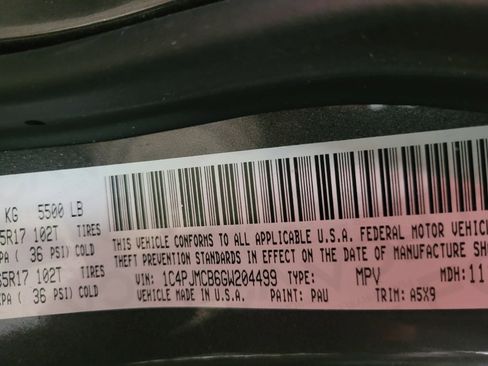 KG 5500 LB
5R17 102T TIRES
PA ( 36 PSI) COLD
5R17 102T TIRES
PA ( 36 PSI) COLD
THIS VEHICLE CONFORMS TO ALL APPLICABLE U.S.A. FEDERAL MOTOR VEHICLE
THEFT PREVENTION STANDARDS IN EFFECT ON THE DATE OF MANUFACTURE SHO
VIN: 1C4PJMCB6GW204499 TYPE: MPV MDH: 11
VEHICLE MADE IN U.S.A. PAINT: PAU TRIM: A5X9